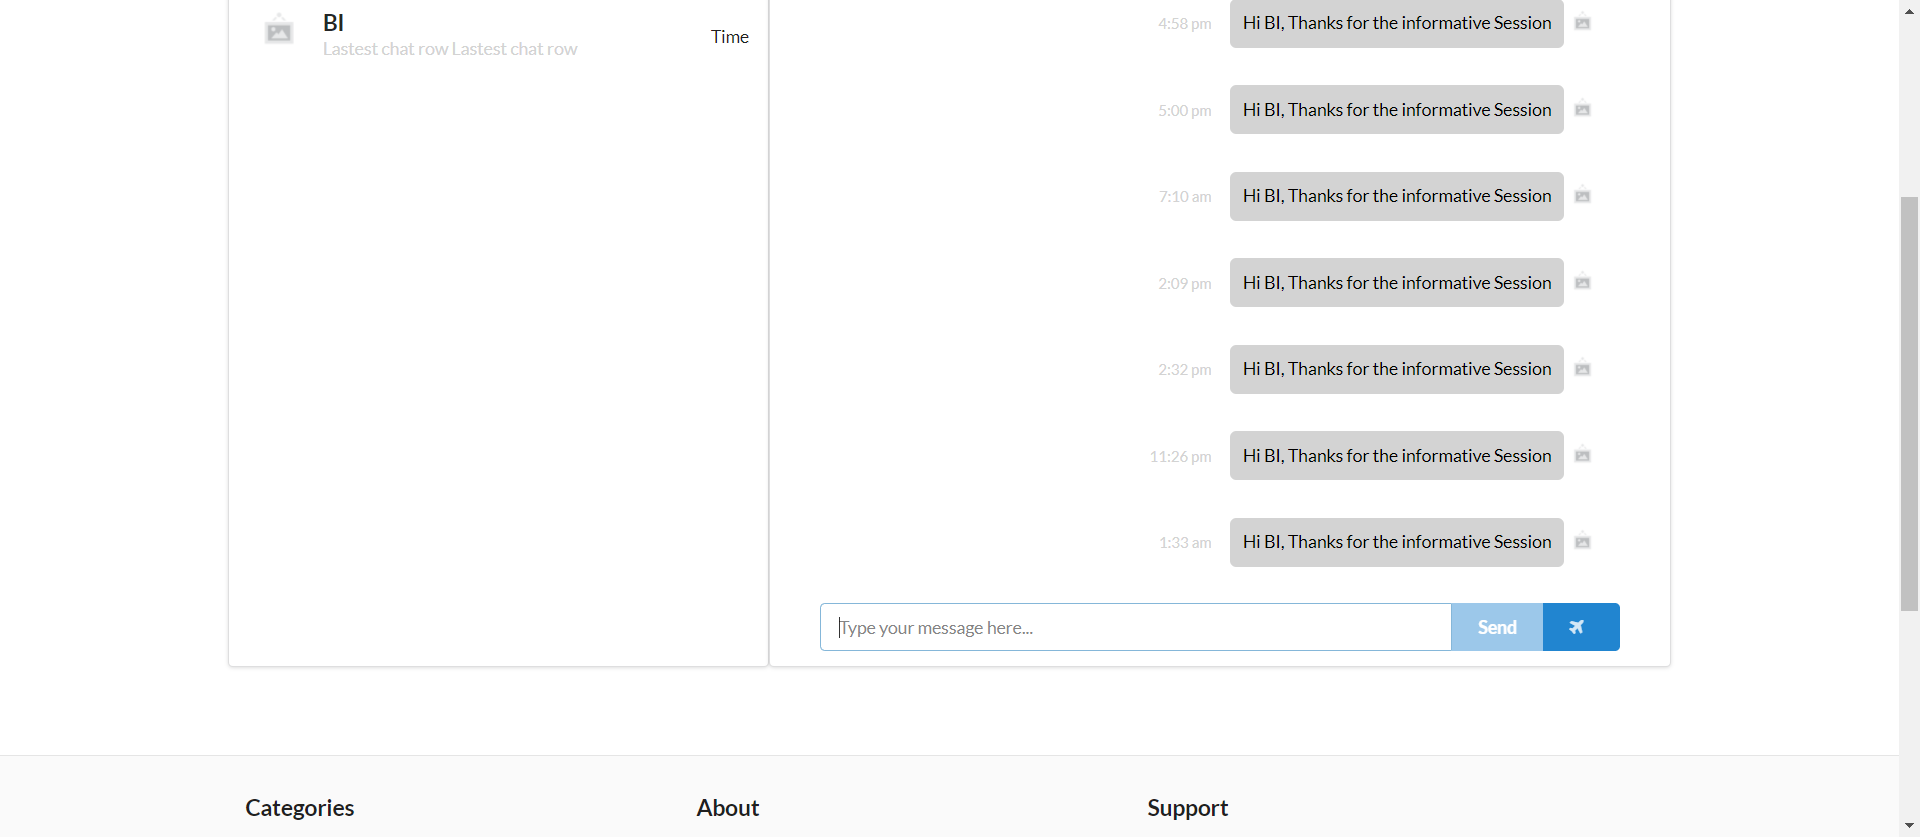 BI
Lastest chat row Lastest chat row
Time
4:58 pm
Hi BI, Thanks for the informative Session
5:00 pm
Hi BI, Thanks for the informative Session
7:10 am
Hi BI, Thanks for the informative Session
2:09 pm
Hi BI, Thanks for the informative Session
2:32 pm
Hi BI, Thanks for the informative Session
11:26 pm
Hi BI, Thanks for the informative Session
1:33 am
Hi BI, Thanks for the informative Session
Type your message here...
Send
Categories
About
Support